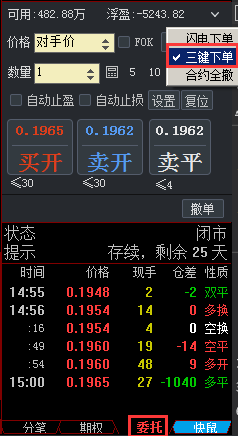 可用:482.88万 浮盈:-5243.82
价格 对手价 FOK
闪电下单
✓ 三键下单
合约全撤
数量 1 5 10
自动止盈 自动止损 设置 复位
0.1965 0.1962 0.1962
买开 卖开 卖平
≤30 ≤30 ≤4
撤单
状态 闭市
提示 存续,剩余 25 天
时间 价格 现手 仓差 性质
14:55 0.1948 2 -2 双平
14:56 0.1954 14 0 多换
:16 0.1954 4 0 空换
:49 0.1960 19 -14 空平
:54 0.1960 48 9 多开
15:00 0.1965 27 -1040 多平
分笔 期权 委托 快鼠